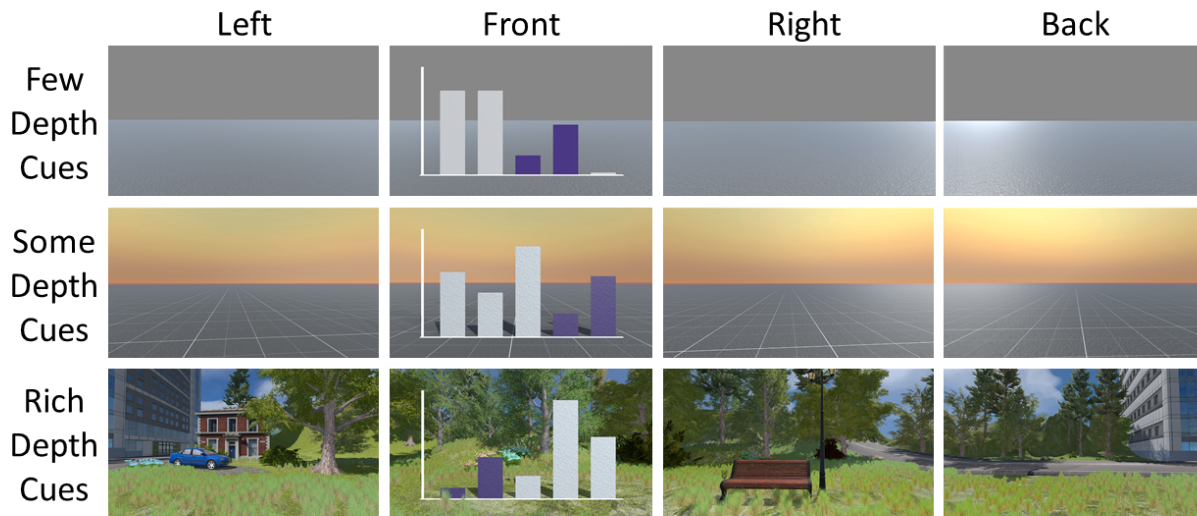 Left Front Right Back
Few
Depth
Cues
Some
Depth
Cues
Rich
Depth
Cues